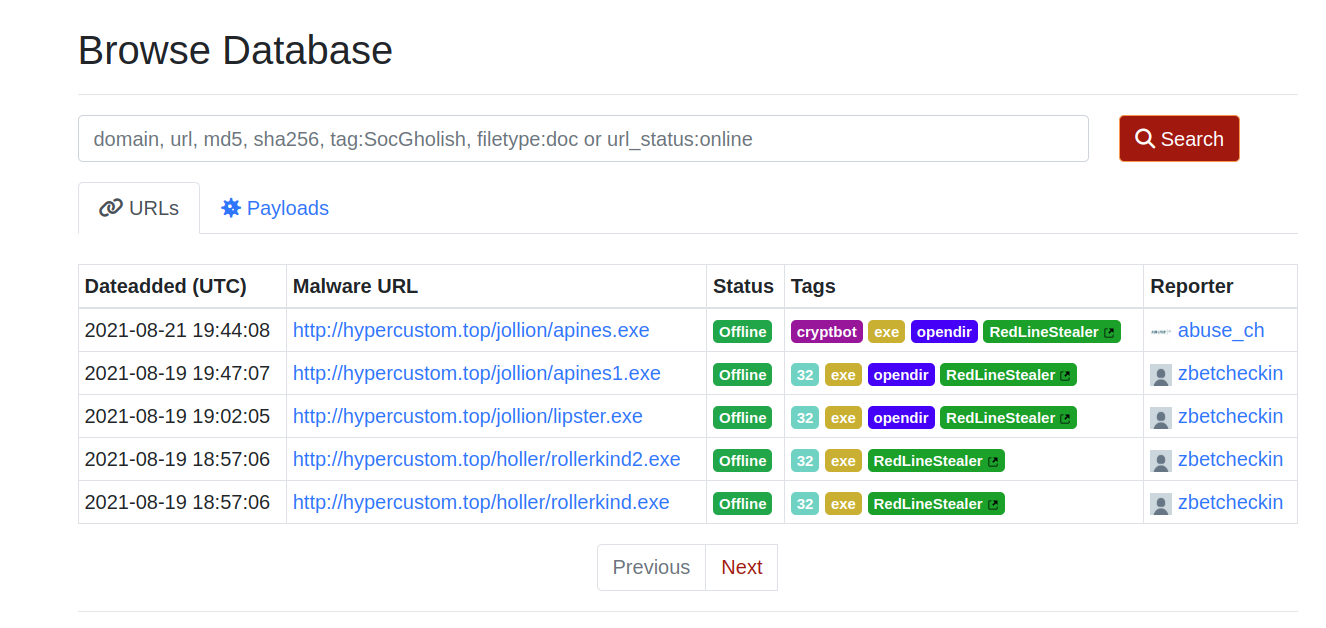 Browse Database
domain, url, md5, sha256, tag:SocGholish, filetype:doc or url_status:online
Search
URLs Payloads
Dateadded (UTC) Malware URL Status Tags Reporter
2021-08-21 19:44:08 http://hypercustom.top/jollion/apines.exe Offline cryptbot exe opendir RedLineStealer abuse_ch
2021-08-19 19:47:07 http://hypercustom.top/jollion/apines1.exe Offline 32 exe opendir RedLineStealer zbetcheckin
2021-08-19 19:02:05 http://hypercustom.top/jollion/lipster.exe Offline 32 exe opendir RedLineStealer zbetcheckin
2021-08-19 18:57:06 http://hypercustom.top/holler/rollerkind2.exe Offline 32 exe RedLineStealer zbetcheckin
2021-08-19 18:57:06 http://hypercustom.top/holler/rollerkind.exe Offline 32 exe RedLineStealer zbetcheckin
Previous Next